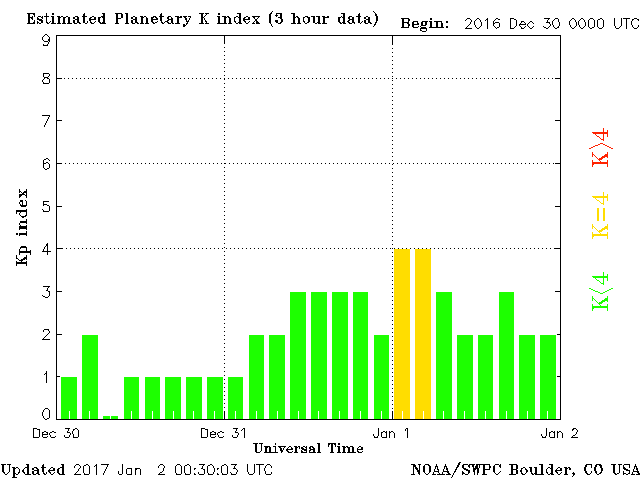 Estimated Planetary K index (3 hour data) Begin: 2016 Dec 30 0000 UTC
9
8
7
6
5
4
3
2
1
0
Kp index
K>4
K=4
K<4
Dec 30 Dec 31 Jan 1 Jan 2
Universal Time
Updated 2017 Jan 2 00:30:03 UTC NOAA/SWPC Boulder, CO USA